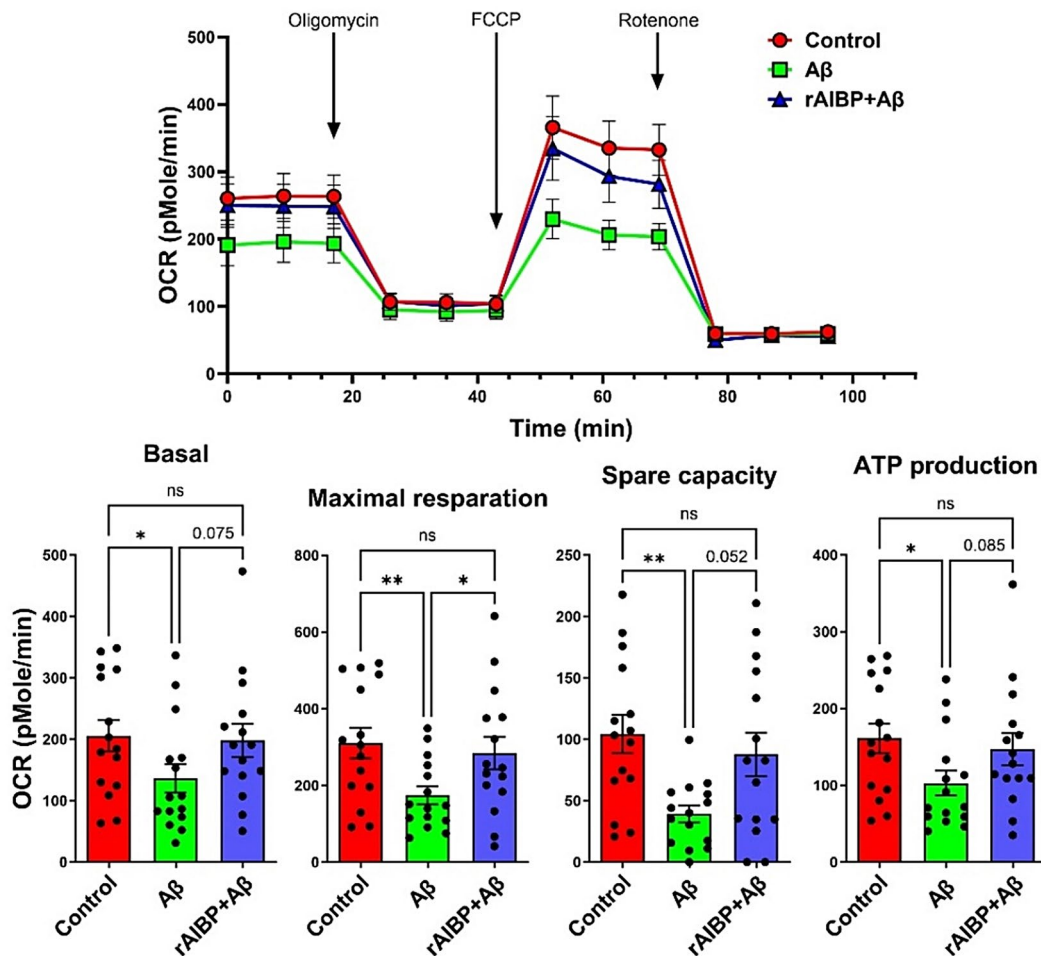 Oligomycin FCCP Rotenone
Control
Aβ
rAIBP+Aβ
OCR (pMole/min)
500
400
300
200
100
0
0 20 40 60 80 100
Time (min)
Basal
ns
* 0.075
OCR (pMole/min)
500
400
300
200
100
0
Control
Aβ
rAIBP+Aβ
Maximal resparation
ns
** *
800
600
400
200
0
Control
Aβ
rAIBP+Aβ
Spare capacity
ns
** 0.052
250
200
150
100
50
0
Control
Aβ
rAIBP+Aβ
ATP production
ns
* 0.085
400
300
200
100
0
Control
Aβ
rAIBP+Aβ